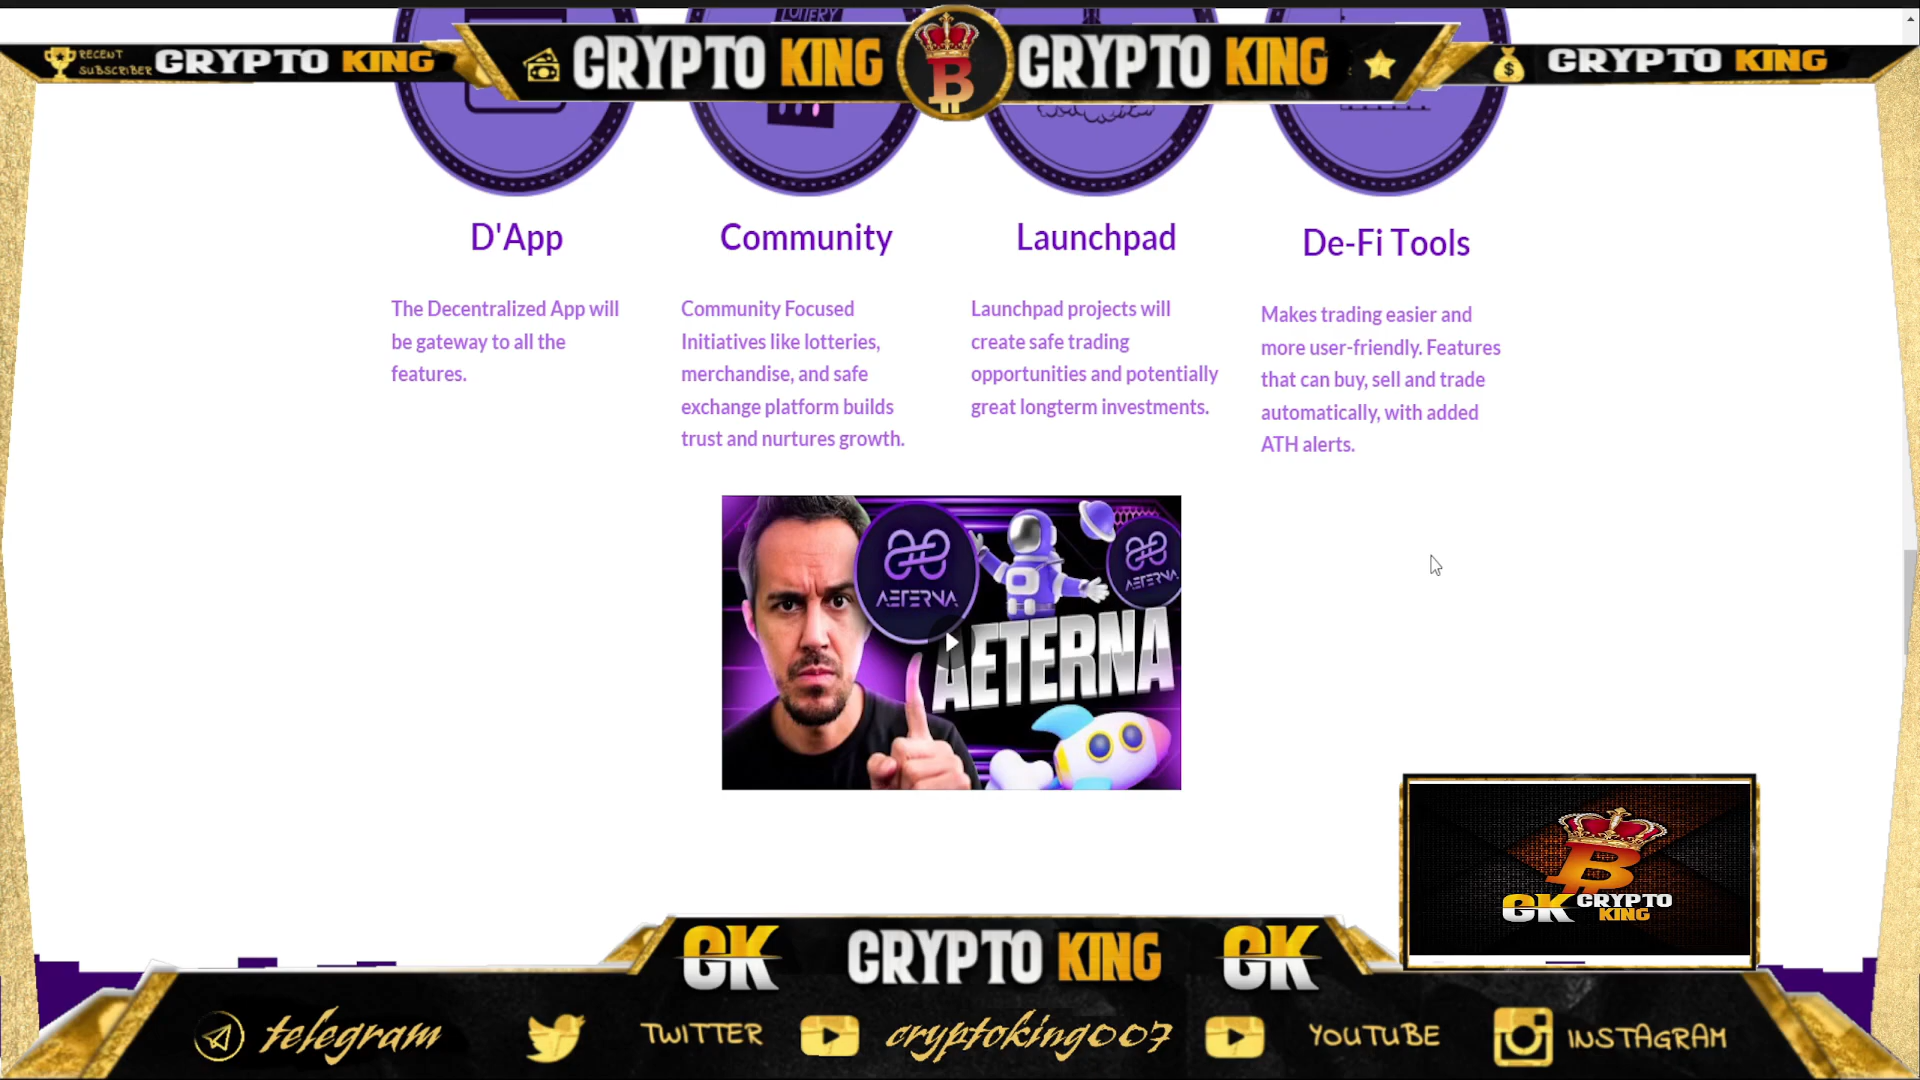 LOTTERY
RECENT
SUBSCRIBER
CRYPTO KING
CRYPTO KING
CRYPTO KING
CRYPTO KING
D'App
Community
Launchpad
De-Fi Tools
The Decentralized App will
be gateway to all the
features.
Community Focused
Initiatives like lotteries,
merchandise, and safe
exchange platform builds
trust and nurtures growth.
Launchpad projects will
create safe trading
opportunities and potentially
great longterm investments.
Makes trading easier and
more user-friendly. Features
that can buy, sell and trade
automatically, with added
ATH alerts.
AETERNA
AETERNA
AETERNA
CK CRYPTO
KING
CK CRYPTO KING CK
telegram TWITTER cryptoking007 YOUTUBE INSTAGRAM